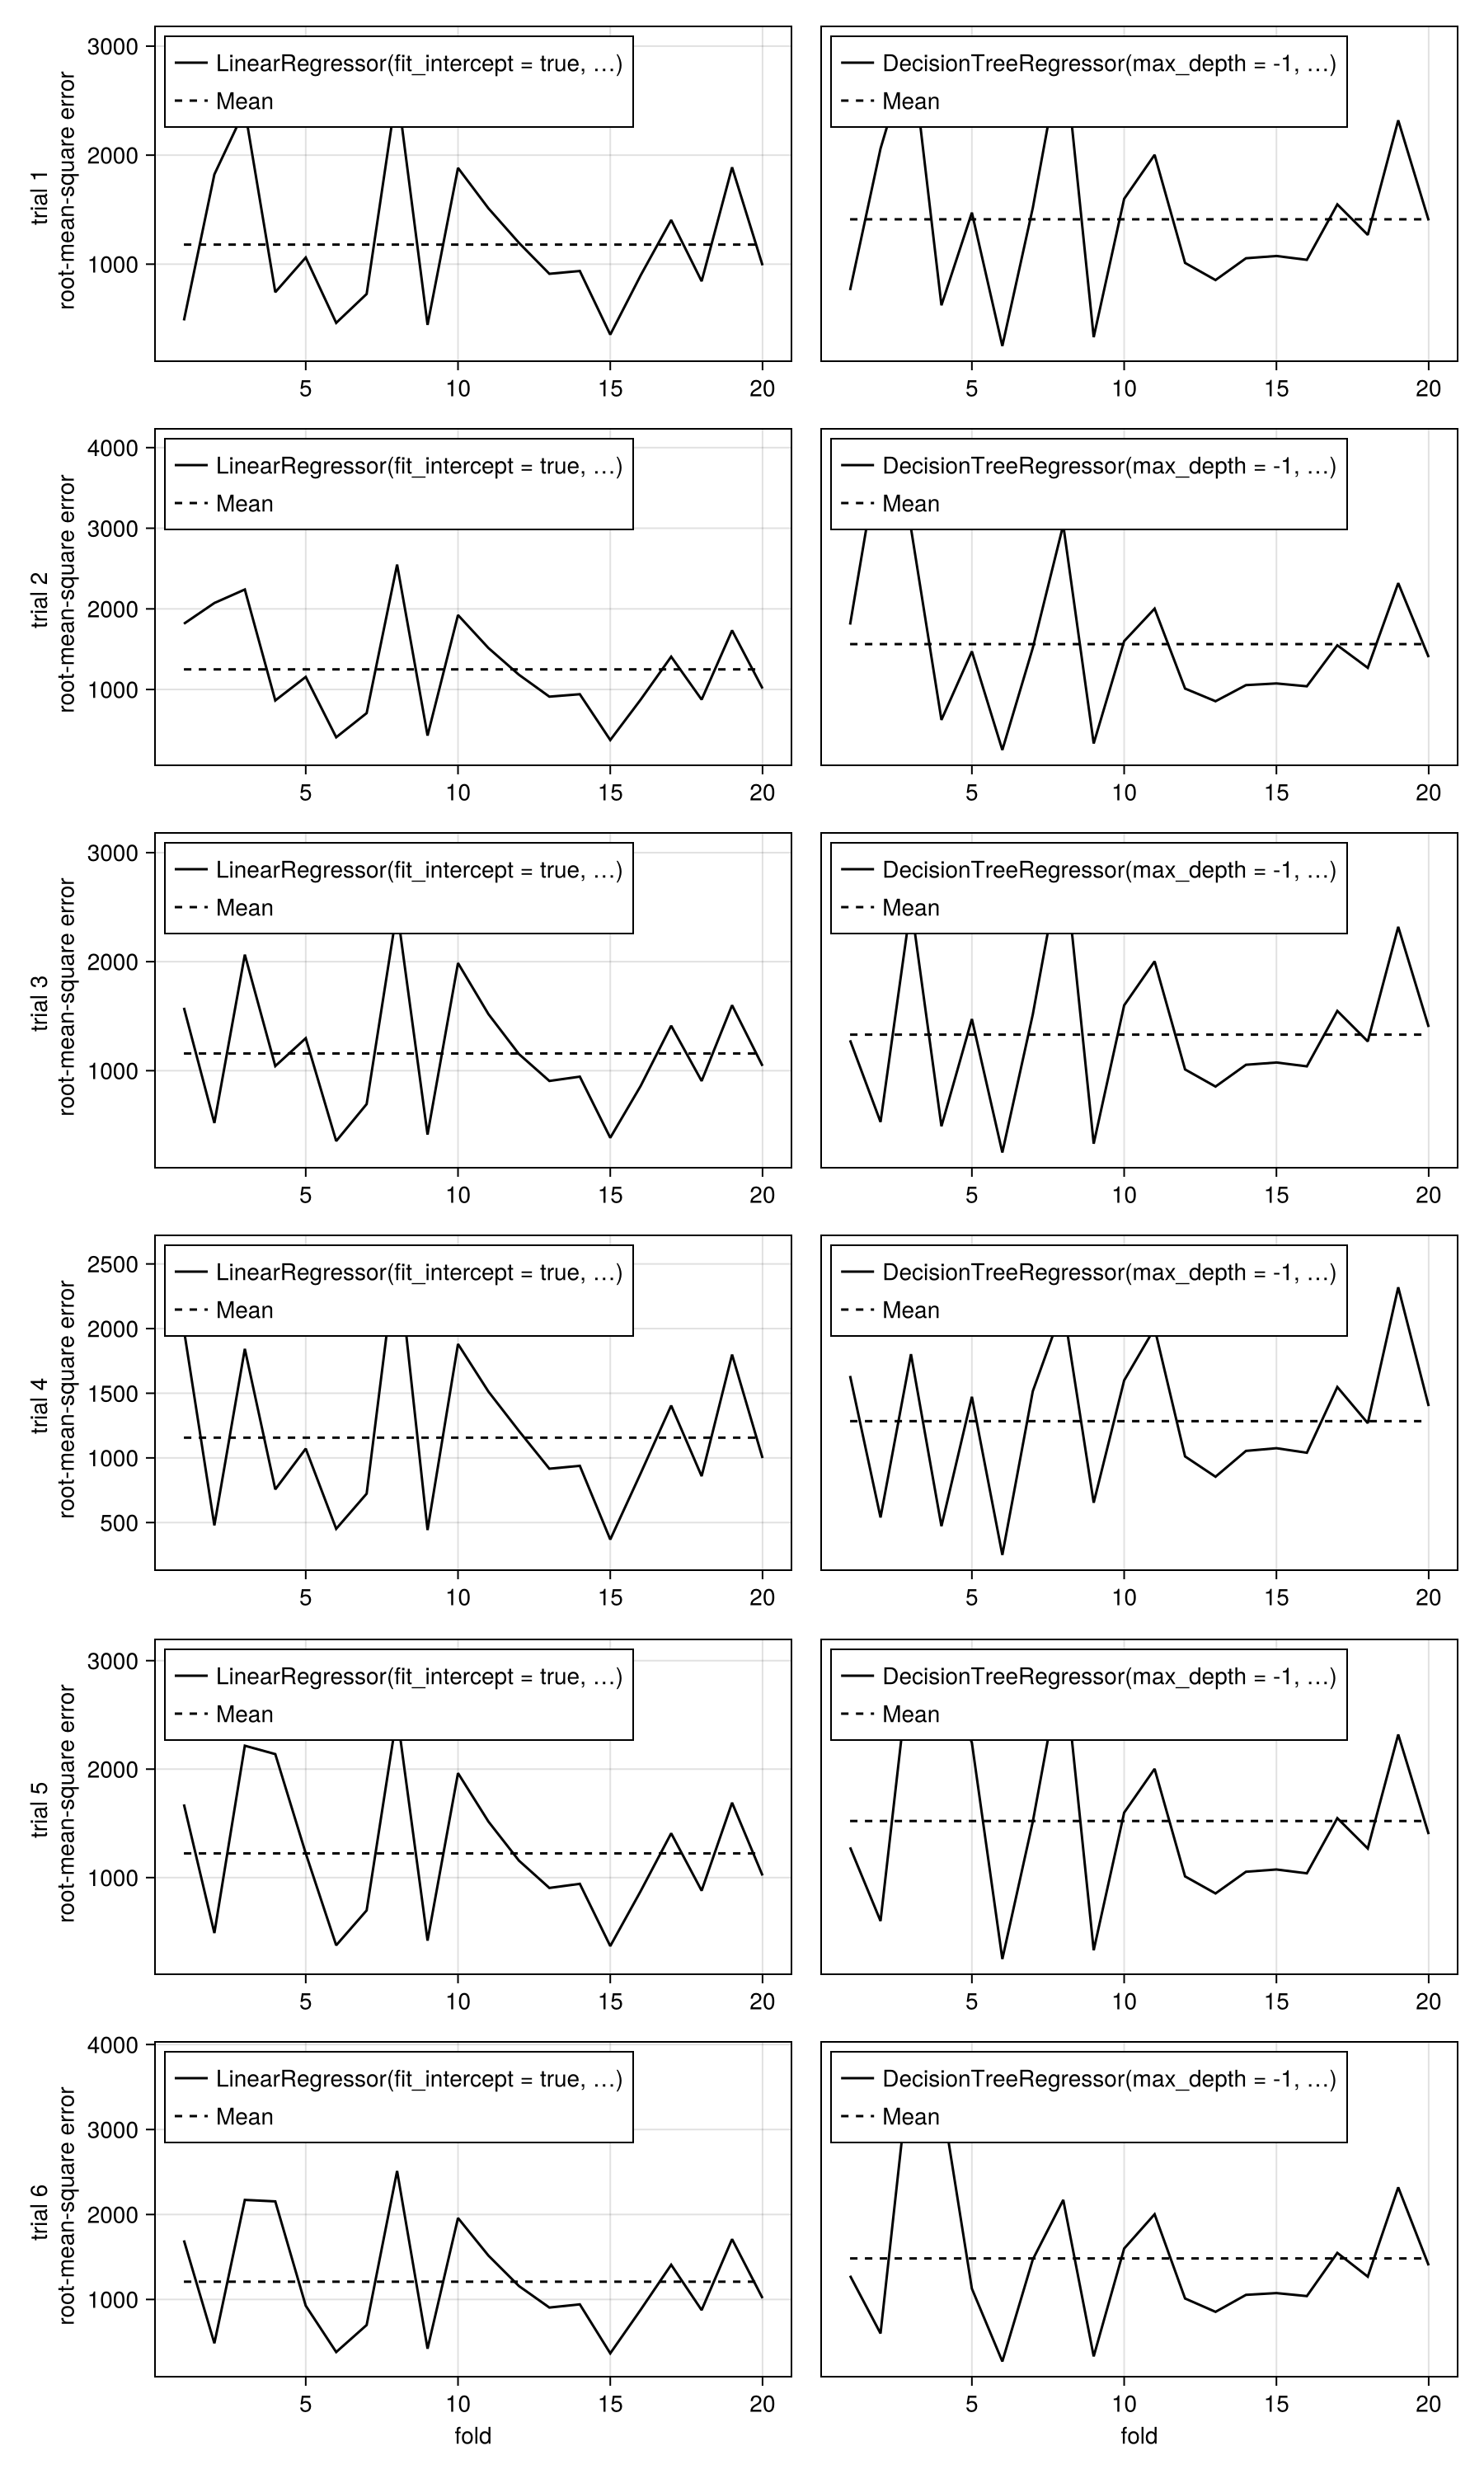 trial 1
root-mean-square error
3000
2000
1000
LinearRegressor(fit_intercept = true, …)
Mean
5 10 15 20
DecisionTreeRegressor(max_depth = -1, …)
Mean
5 10 15 20
trial 2
root-mean-square error
4000
3000
2000
1000
LinearRegressor(fit_intercept = true, …)
Mean
5 10 15 20
DecisionTreeRegressor(max_depth = -1, …)
Mean
5 10 15 20
trial 3
root-mean-square error
3000
2000
1000
LinearRegressor(fit_intercept = true, …)
Mean
5 10 15 20
DecisionTreeRegressor(max_depth = -1, …)
Mean
5 10 15 20
trial 4
root-mean-square error
2500
2000
1500
1000
500
LinearRegressor(fit_intercept = true, …)
Mean
5 10 15 20
DecisionTreeRegressor(max_depth = -1, …)
Mean
5 10 15 20
trial 5
root-mean-square error
3000
2000
1000
LinearRegressor(fit_intercept = true, …)
Mean
5 10 15 20
DecisionTreeRegressor(max_depth = -1, …)
Mean
5 10 15 20
trial 6
root-mean-square error
4000
3000
2000
1000
LinearRegressor(fit_intercept = true, …)
Mean
5 10 15 20
fold
DecisionTreeRegressor(max_depth = -1, …)
Mean
5 10 15 20
fold